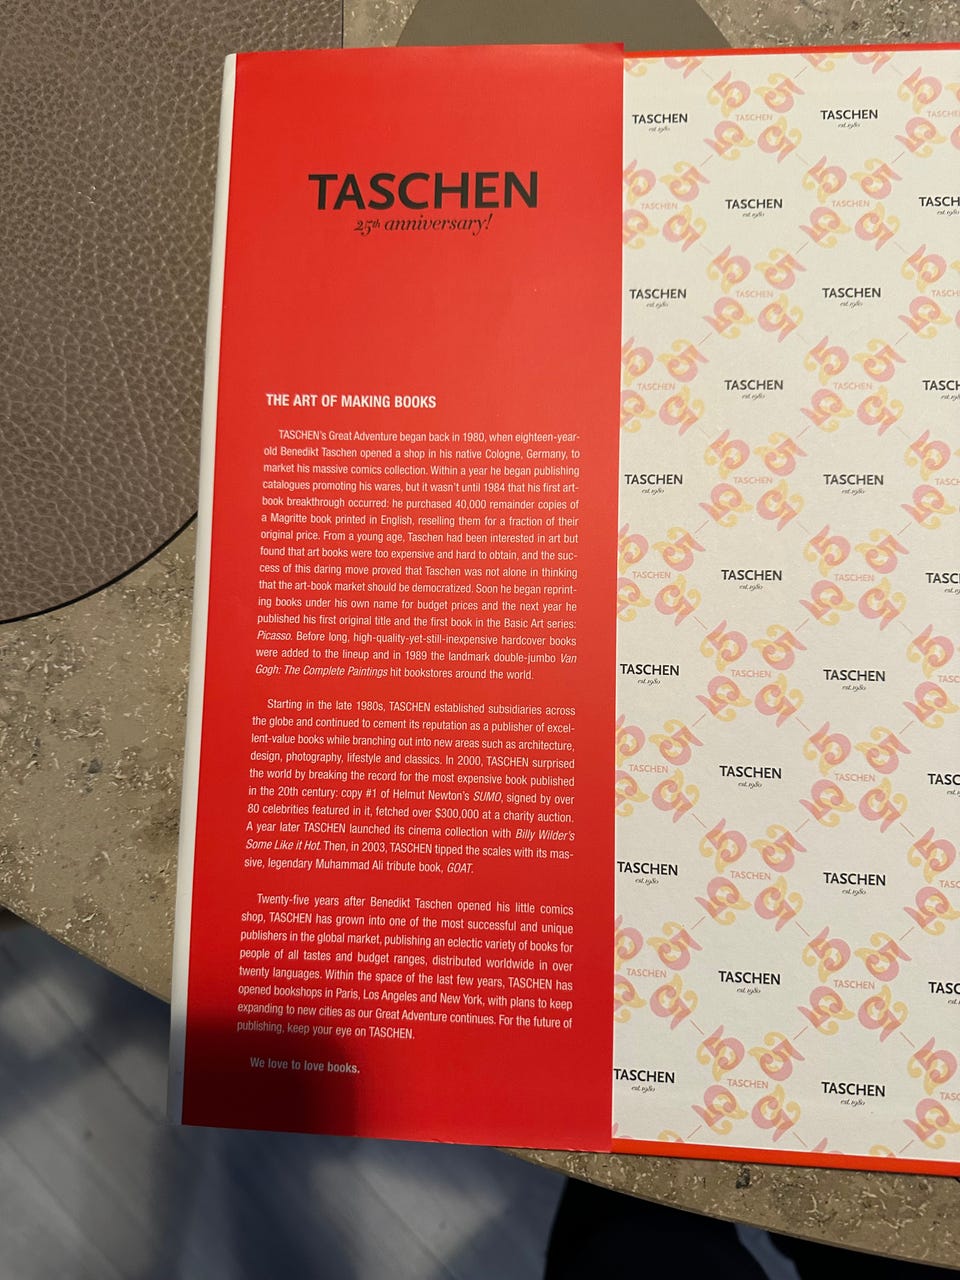 TASCHEN
25th anniversary!
THE ART OF MAKING BOOKS
TASCHEN's Great Adventure began back in 1980, when eighteen-year-
old Benedikt Taschen opened a shop in his native Cologne, Germany, to
market his massive comics collection. Within a year he began publishing
catalogues promoting his wares, but it wasn't until 1984 that his first art-
book breakthrough occurred: he purchased 40,000 remainder copies of
a Magritte book printed in English, reselling them for a fraction of their
original price. From a young age, Taschen had been interested in art but
found that art books were too expensive and hard to obtain, and the suc-
cess of this daring move proved that Taschen was not alone in thinking
that the art-book market should be democratized. Soon he began reprint-
ing books under his own name for budget prices and the next year he
published his first original title and the first book in the Basic Art series:
Picasso. Before long, high-quality-yet-still-inexpensive hardcover books
were added to the lineup and in 1989 the landmark double-jumbo Van
Gogh: The Complete Paintings hit bookstores around the world.
Starting in the late 1980s, TASCHEN established subsidiaries across
the globe and continued to cement its reputation as a publisher of excel-
lent-value books while branching out into new areas such as architecture,
design, photography, lifestyle and classics. In 2000, TASCHEN surprised
the world by breaking the record for the most expensive book published
in the 20th century: copy #1 of Helmut Newton's SUMO, signed by over
80 celebrities featured in it, fetched over $300,000 at a charity auction.
A year later TASCHEN launched its cinema collection with Billy Wilder's
Some Like it Hot. Then, in 2003, TASCHEN tipped the scales with its mas-
sive, legendary Muhammad Ali tribute book, GOAT.
Twenty-five years after Benedikt Taschen opened his little comics
shop, TASCHEN has grown into one of the most successful and unique
publishers in the global market, publishing an eclectic variety of books for
people of all tastes and budget ranges, distributed worldwide in over
twenty languages. Within the space of the last few years, TASCHEN has
opened bookshops in Paris, Los Angeles and New York, with plans to keep
expanding to new cities as our Great Adventure continues. For the future of
publishing, keep your eye on TASCHEN.
We love to love books.
TASCHEN
est.1980
25
TASCHEN
TASCHEN
est.1980